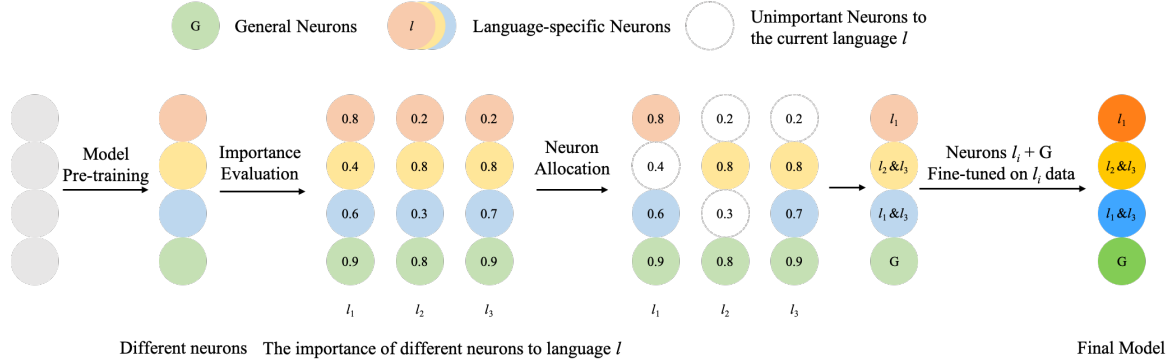 G General Neurons
l Language-specific Neurons
Unimportant Neurons to
the current language l
Model
Pre-training
Importance
Evaluation
0.8 0.2 0.2
0.4 0.8 0.8
0.6 0.3 0.7
0.9 0.8 0.9
l1 l2 l3
Neuron
Allocation
0.8 0.2 0.2
0.4 0.8 0.8
0.6 0.3 0.7
0.9 0.8 0.9
l1 l2 l3
l1
l2 &l3
l1 &l3
G
Neurons li + G
Fine-tuned on li data
l1
l2 &l3
l1 &l3
G
Different neurons
The importance of different neurons to language l
Final Model